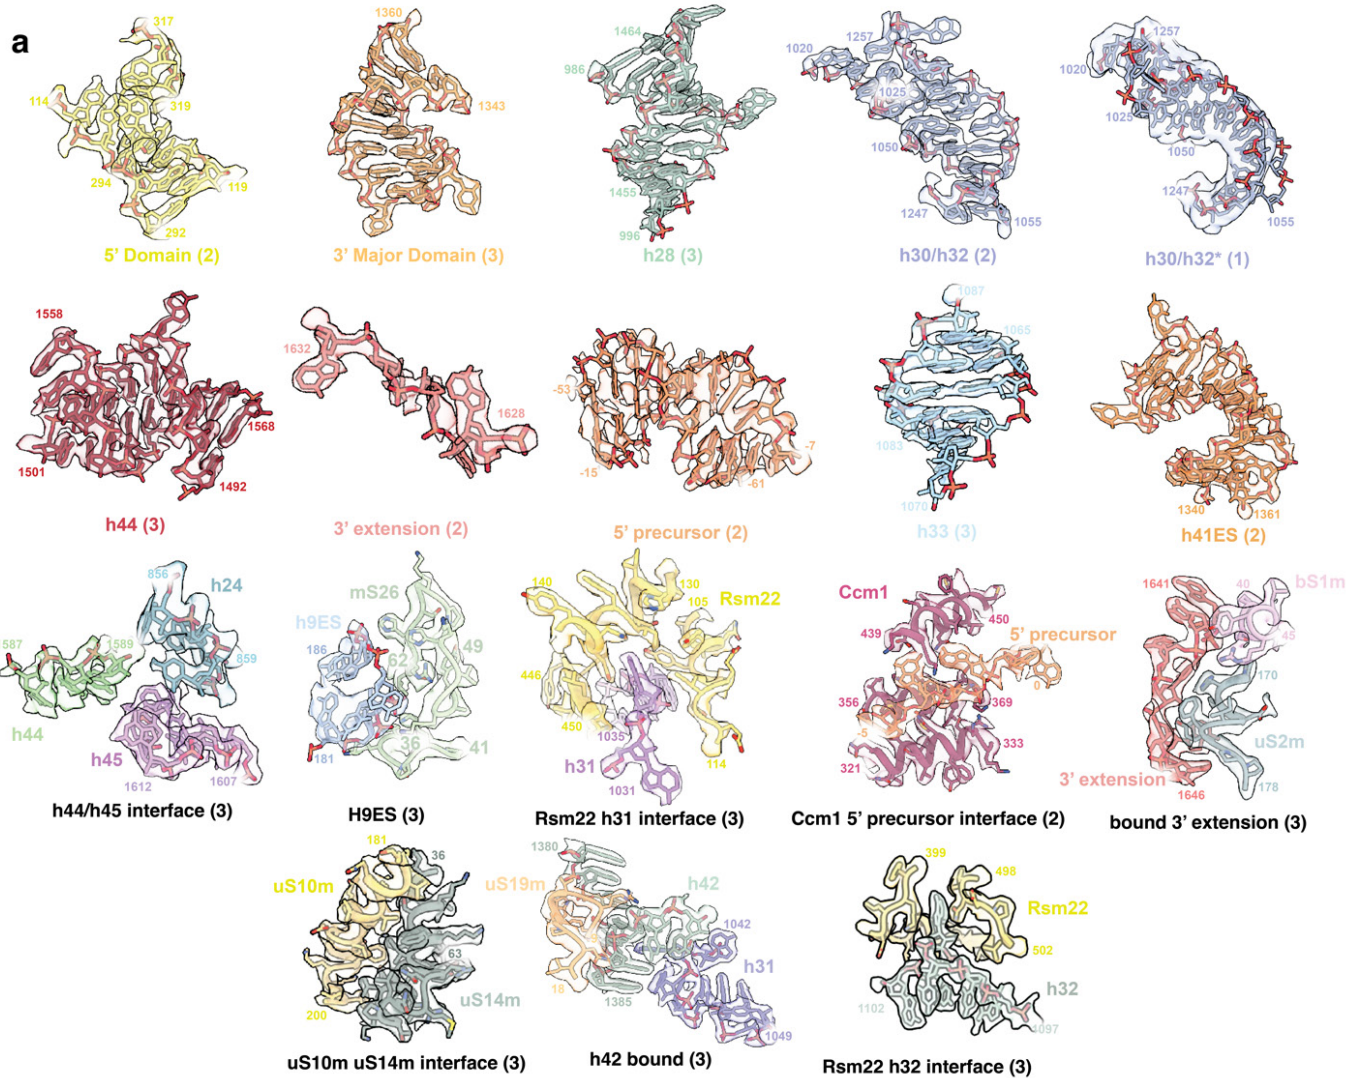 a
317
114
319
294
119
292
5’ Domain (2)
1360
1343
3’ Major Domain (3)
1464
986
1455
996
h28 (3)
1257
1020
1025
1050
1247
1055
h30/h32 (2)
1257
1020
1025
1050
1247
1055
h30/h32* (1)
1558
1568
1501
1492
h44 (3)
1632
1628
3’ extension (2)
-53
-7
-15
-61
5’ precursor (2)
1087
1065
1083
1070
h33 (3)
1340
1361
h41ES (2)
856
h24
587
1589
859
h44
h45
1612
1607
h44/h45 interface (3)
mS26
h9ES
186
62
49
36
41
181
H9ES (3)
140
130
105
Rsm22
446
450
1035
114
h31
1031
Rsm22 h31 interface (3)
Ccm1
450
439
5’ precursor
0
356
369
-5
333
321
Ccm1 5’ precursor interface (2)
1641
40
bS1m
45
170
uS2m
3’ extension
178
1646
bound 3’ extension (3)
181
36
uS10m
63
uS14m
200
uS10m uS14m interface (3)
1380
uS19m
h42
1042
h31
18
1385
1049
h42 bound (3)
399
498
Rsm22
502
h32
1102
1097
Rsm22 h32 interface (3)